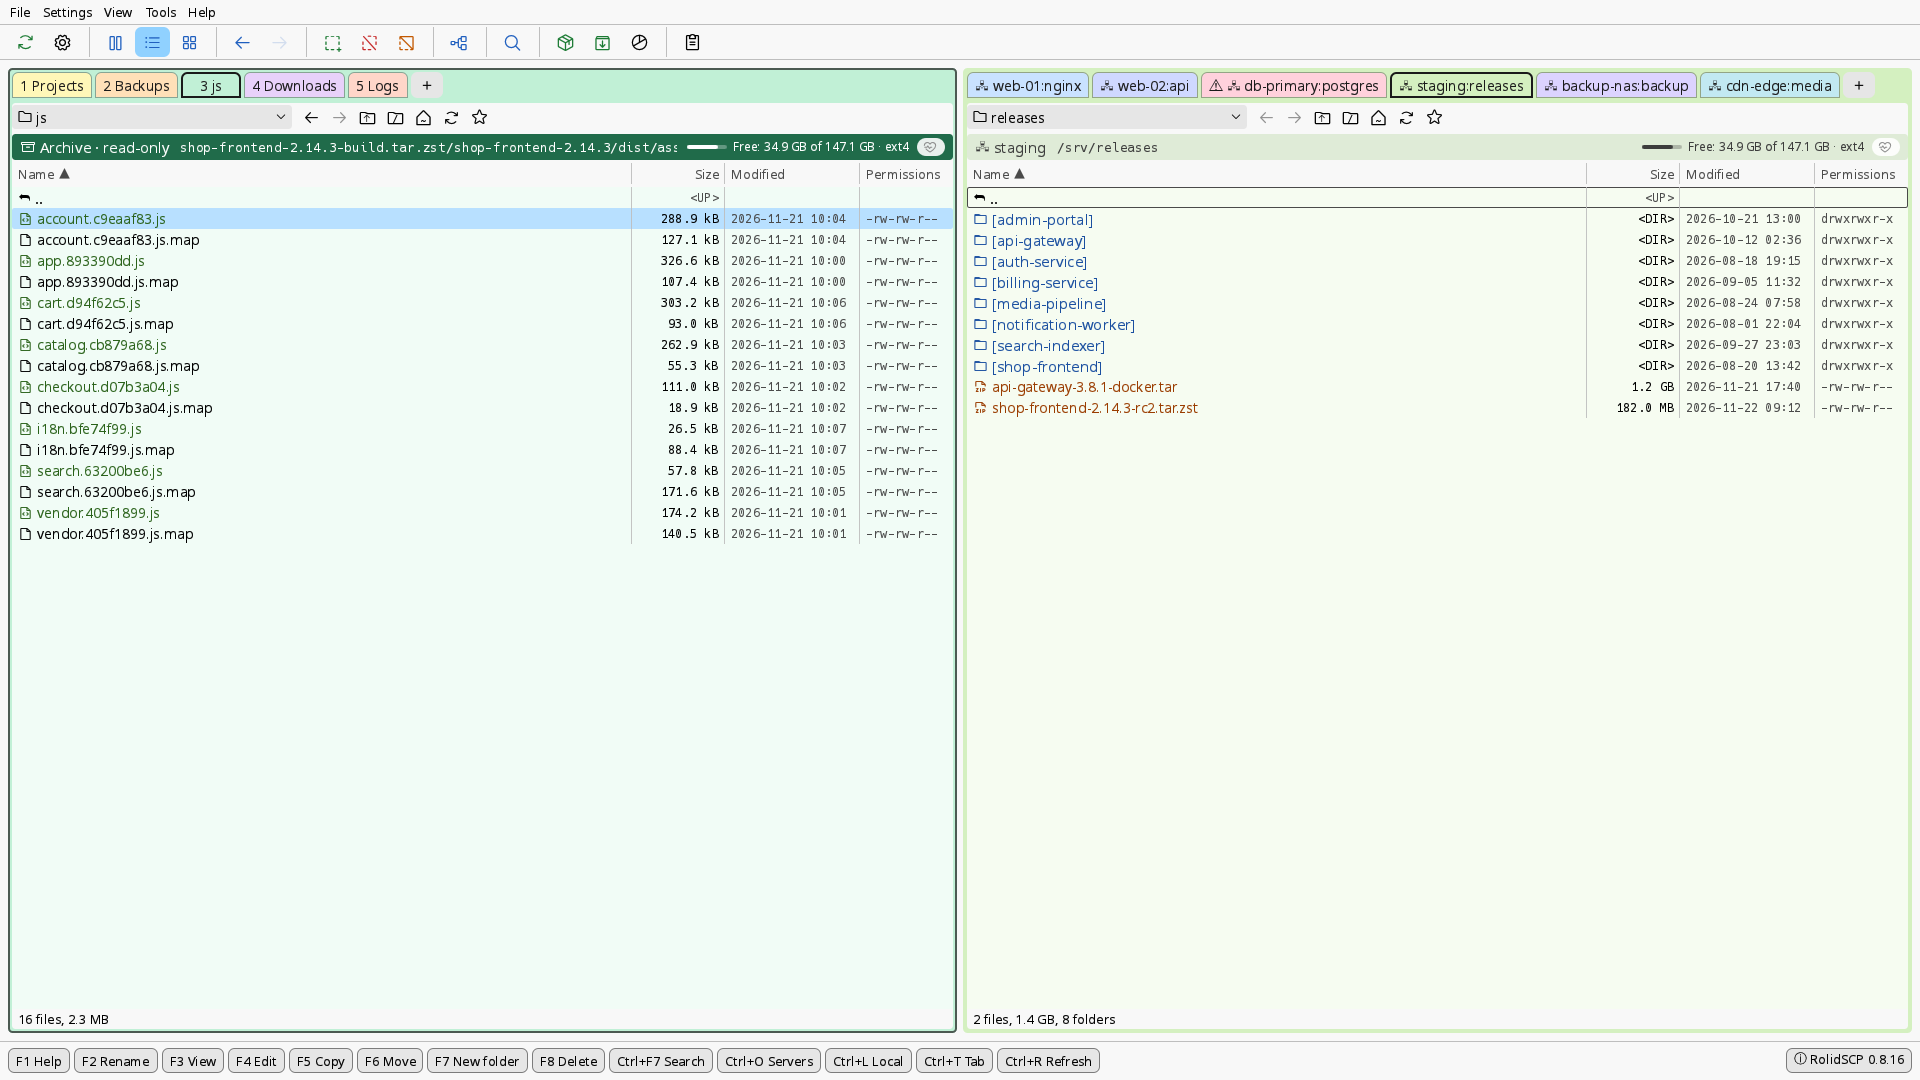 File Settings View Tools Help
1 Projects 2 Backups 3 js 4 Downloads 5 Logs +
js
Archive · read-only shop-frontend-2.14.3-build.tar.zst/shop-frontend-2.14.3/dist/ass Free: 34.9 GB of 147.1 GB · ext4
Name ▲ Size Modified Permissions
.. <UP>
account.c9eaaf83.js 288.9 kB 2026-11-21 10:04 -rw-rw-r--
account.c9eaaf83.js.map 127.1 kB 2026-11-21 10:04 -rw-rw-r--
app.893390dd.js 326.6 kB 2026-11-21 10:00 -rw-rw-r--
app.893390dd.js.map 107.4 kB 2026-11-21 10:00 -rw-rw-r--
cart.d94f62c5.js 303.2 kB 2026-11-21 10:06 -rw-rw-r--
cart.d94f62c5.js.map 93.0 kB 2026-11-21 10:06 -rw-rw-r--
catalog.cb879a68.js 262.9 kB 2026-11-21 10:03 -rw-rw-r--
catalog.cb879a68.js.map 55.3 kB 2026-11-21 10:03 -rw-rw-r--
checkout.d07b3a04.js 111.0 kB 2026-11-21 10:02 -rw-rw-r--
checkout.d07b3a04.js.map 18.9 kB 2026-11-21 10:02 -rw-rw-r--
i18n.bfe74f99.js 26.5 kB 2026-11-21 10:07 -rw-rw-r--
i18n.bfe74f99.js.map 88.4 kB 2026-11-21 10:07 -rw-rw-r--
search.63200be6.js 57.8 kB 2026-11-21 10:05 -rw-rw-r--
search.63200be6.js.map 171.6 kB 2026-11-21 10:05 -rw-rw-r--
vendor.405f1899.js 174.2 kB 2026-11-21 10:01 -rw-rw-r--
vendor.405f1899.js.map 140.5 kB 2026-11-21 10:01 -rw-rw-r--
16 files, 2.3 MB
web-01:nginx web-02:api db-primary:postgres staging:releases backup-nas:backup cdn-edge:media +
releases
staging /srv/releases Free: 34.9 GB of 147.1 GB · ext4
Name ▲ Size Modified Permissions
.. <UP>
[admin-portal] <DIR> 2026-10-21 13:00 drwxrwxr-x
[api-gateway] <DIR> 2026-10-12 02:36 drwxrwxr-x
[auth-service] <DIR> 2026-08-18 19:15 drwxrwxr-x
[billing-service] <DIR> 2026-09-05 11:32 drwxrwxr-x
[media-pipeline] <DIR> 2026-08-24 07:58 drwxrwxr-x
[notification-worker] <DIR> 2026-08-01 22:04 drwxrwxr-x
[search-indexer] <DIR> 2026-09-27 23:03 drwxrwxr-x
[shop-frontend] <DIR> 2026-08-20 13:42 drwxrwxr-x
api-gateway-3.8.1-docker.tar 1.2 GB 2026-11-21 17:40 -rw-rw-r--
shop-frontend-2.14.3-rc2.tar.zst 182.0 MB 2026-11-22 09:12 -rw-rw-r--
2 files, 1.4 GB, 8 folders
F1 Help F2 Rename F3 View F4 Edit F5 Copy F6 Move F7 New folder F8 Delete Ctrl+F7 Search Ctrl+O Servers Ctrl+L Local Ctrl+T Tab Ctrl+R Refresh RolidSCP 0.8.16